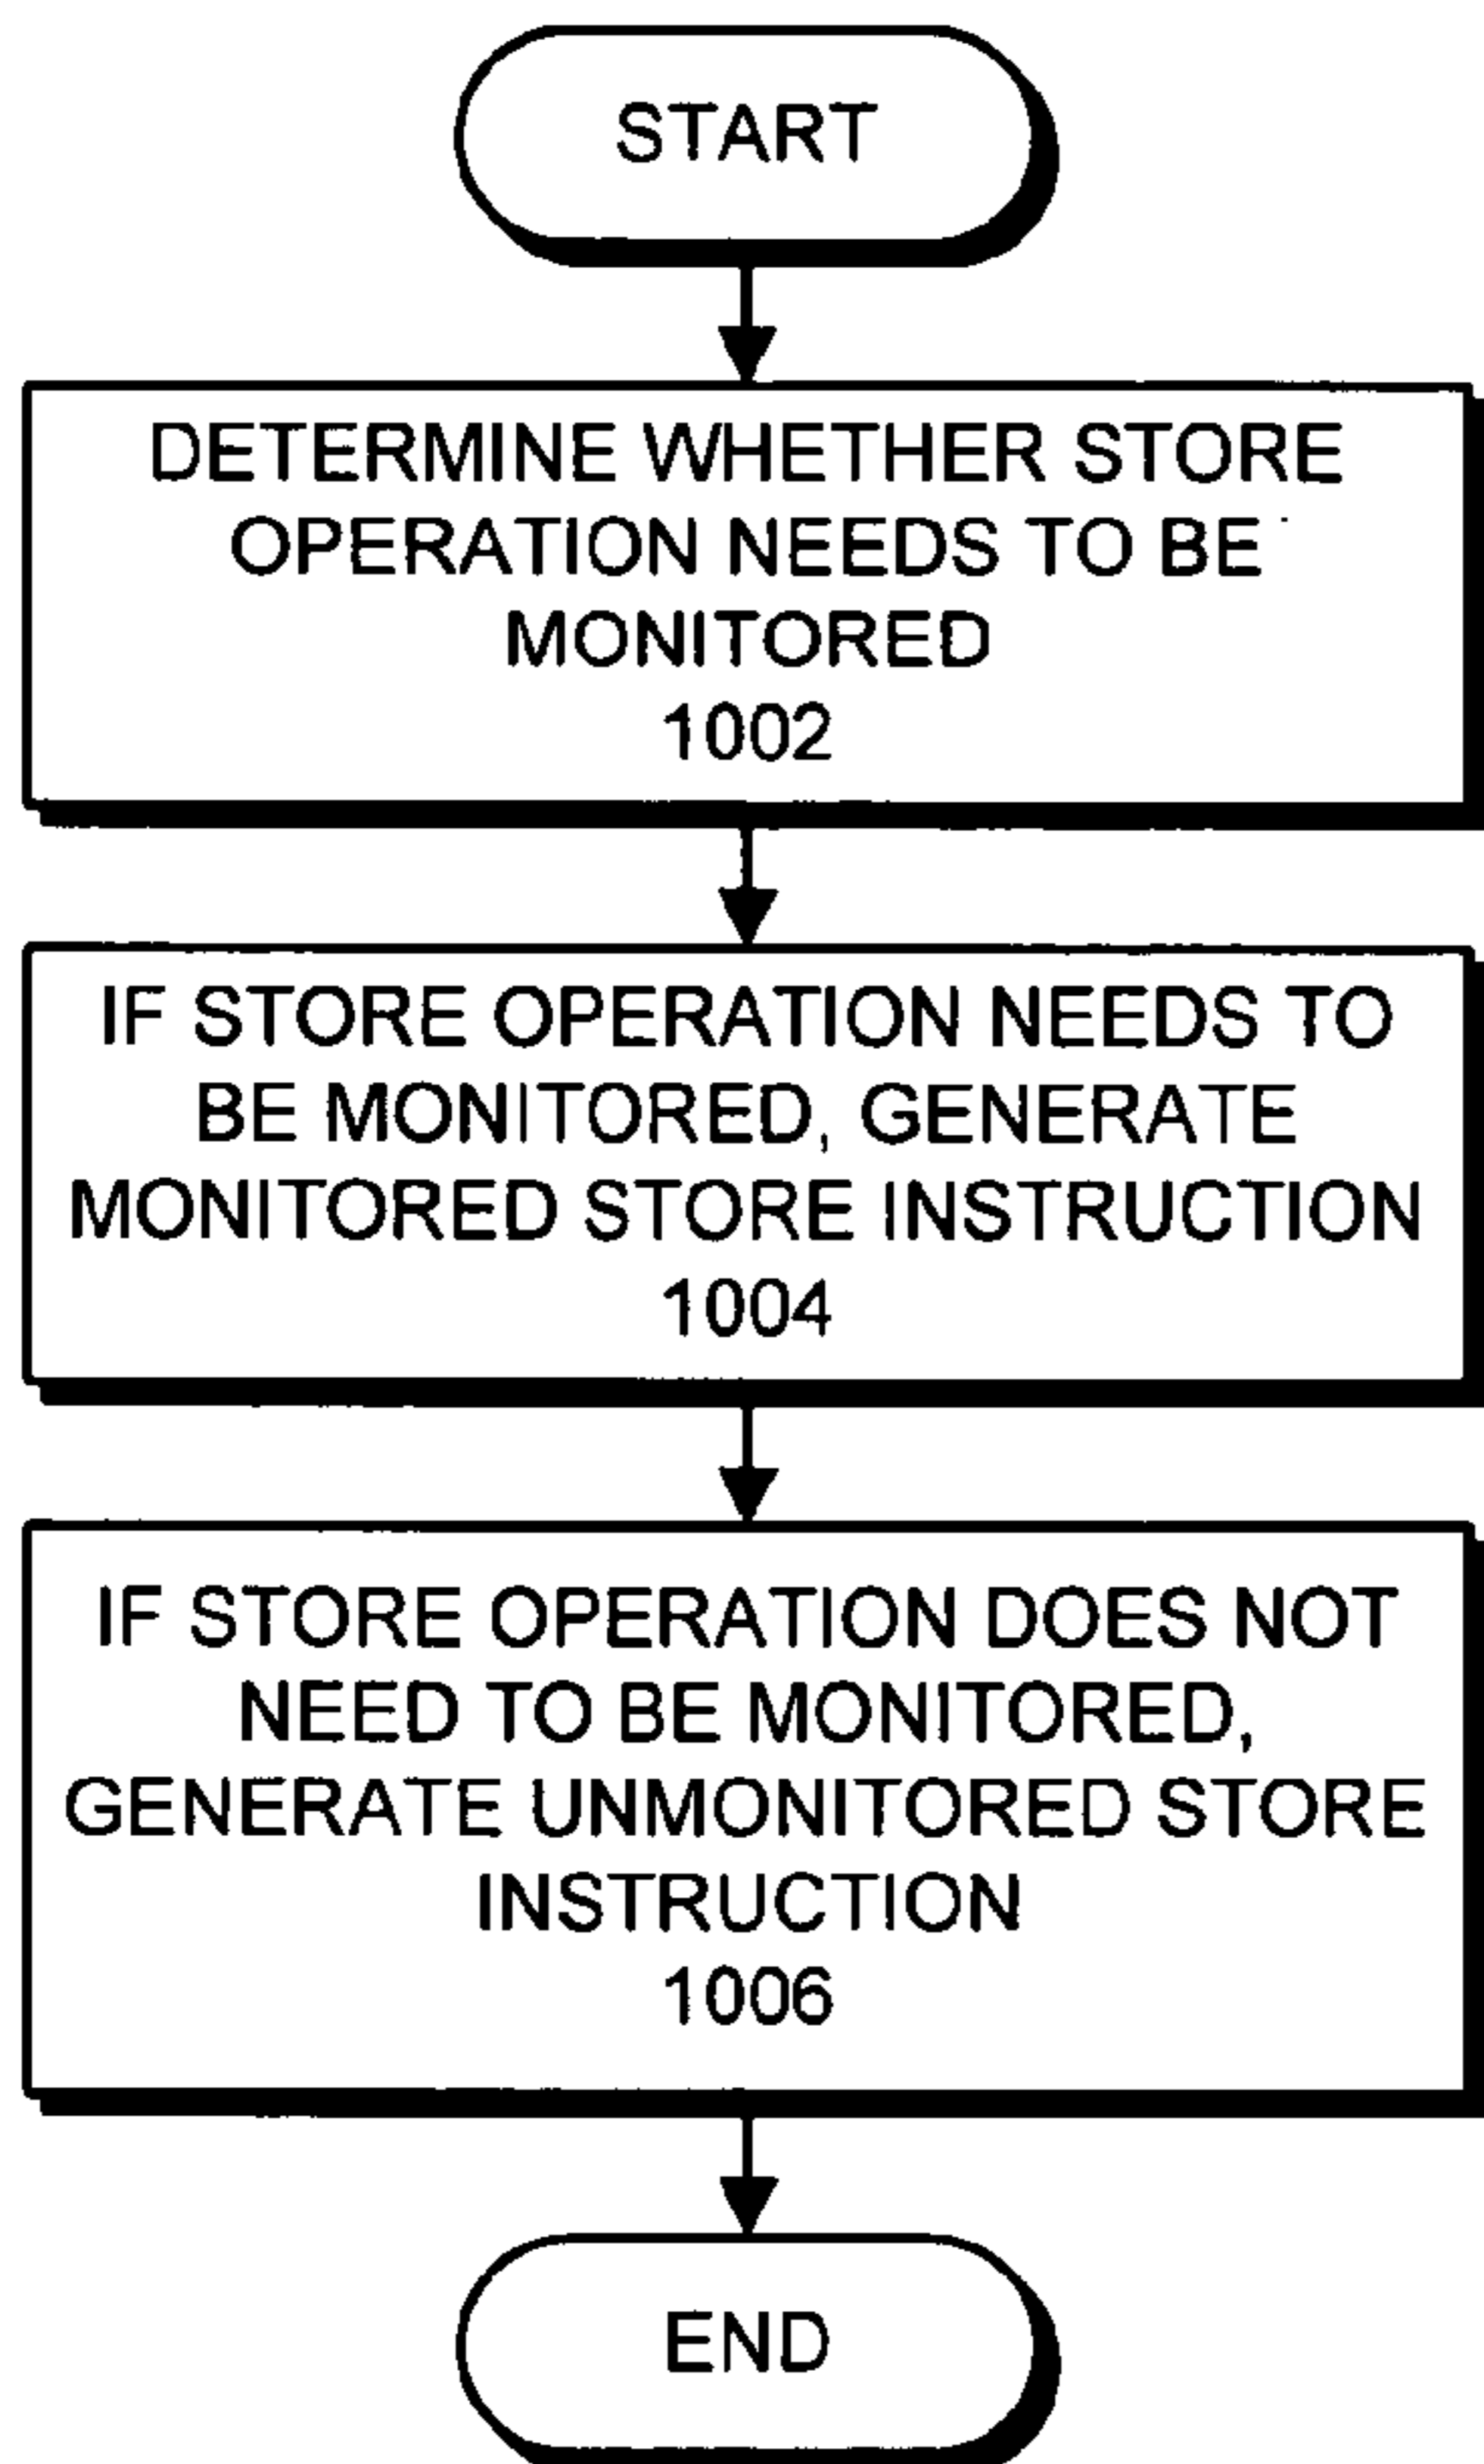 START
DETERMINE WHETHER STORE
OPERATION NEEDS TO BE
MONITORED
1002
IF STORE OPERATION NEEDS TO
BE MONITORED, GENERATE
MONITORED STORE INSTRUCTION
1004
IF STORE OPERATION DOES NOT
NEED TO BE MONITORED,
GENERATE UNMONITORED STORE
INSTRUCTION
1006
END